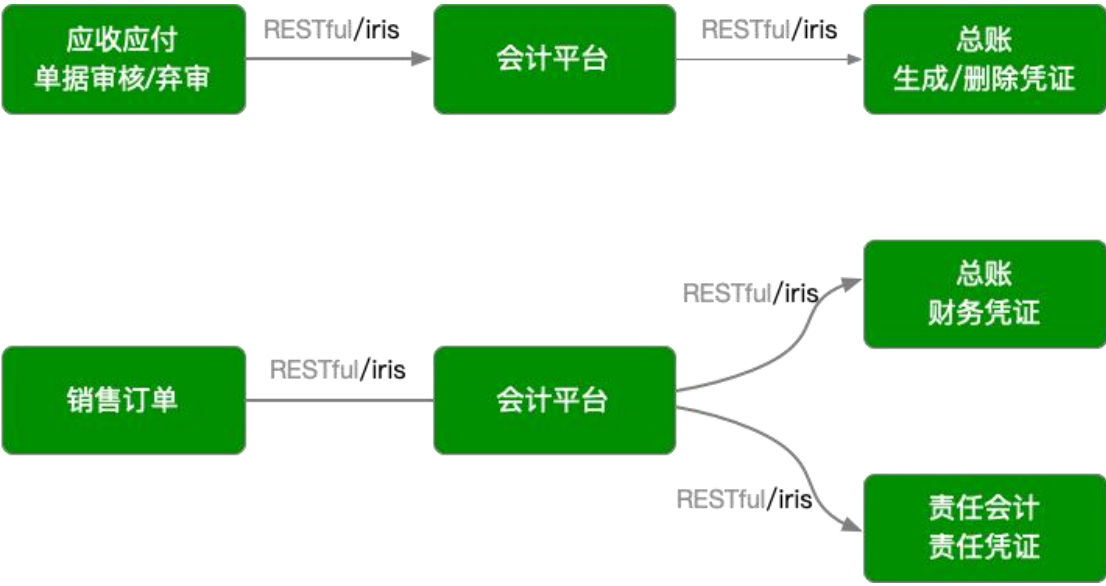 应收应付
单据审核/弃审
RESTful/iris
会计平台
RESTful/iris
总账
生成/删除凭证
销售订单
RESTful/iris
会计平台
RESTful/iris
总账
财务凭证
RESTful/iris
责任会计
责任凭证